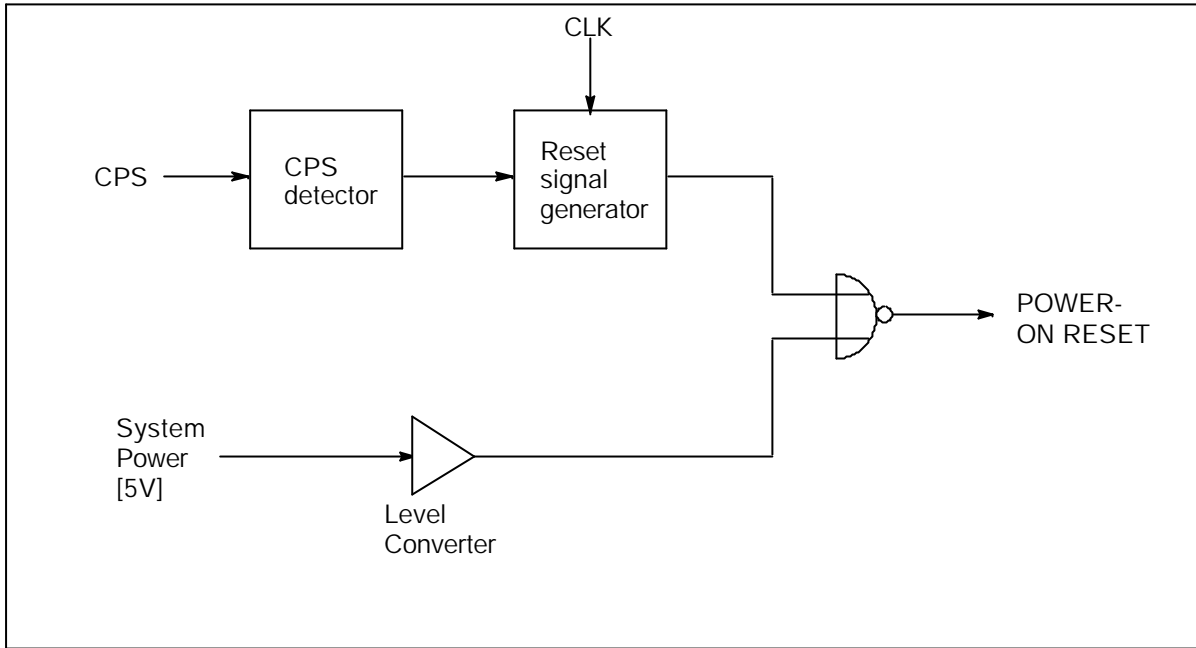 CLK
CPS
CPS
detector
Reset
signal
generator
POWER-
ON RESET
System
Power
[5V]
Level
Converter